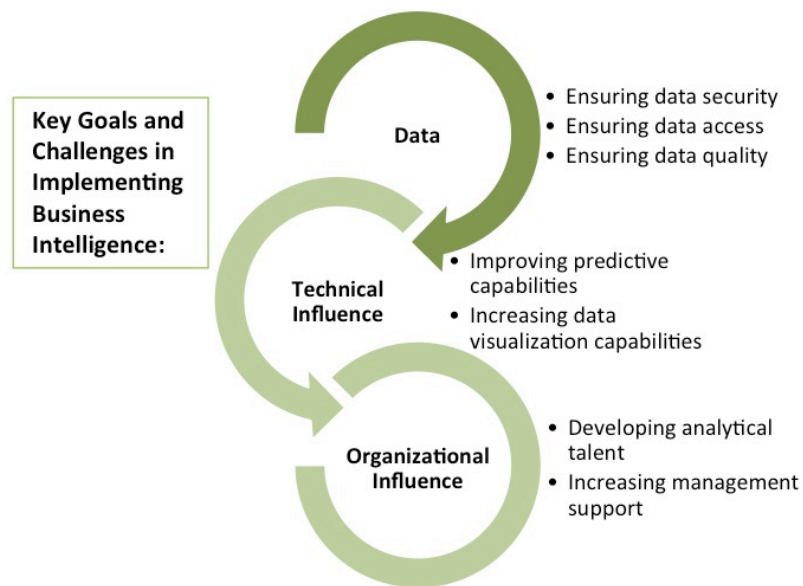 Key Goals and
Challenges in
Implementing
Business
Intelligence:
Data
• Ensuring data security
• Ensuring data access
• Ensuring data quality
Technical
Influence
• Improving predictive
capabilities
• Increasing data
visualization capabilities
Organizational
Influence
• Developing analytical
talent
• Increasing management
support